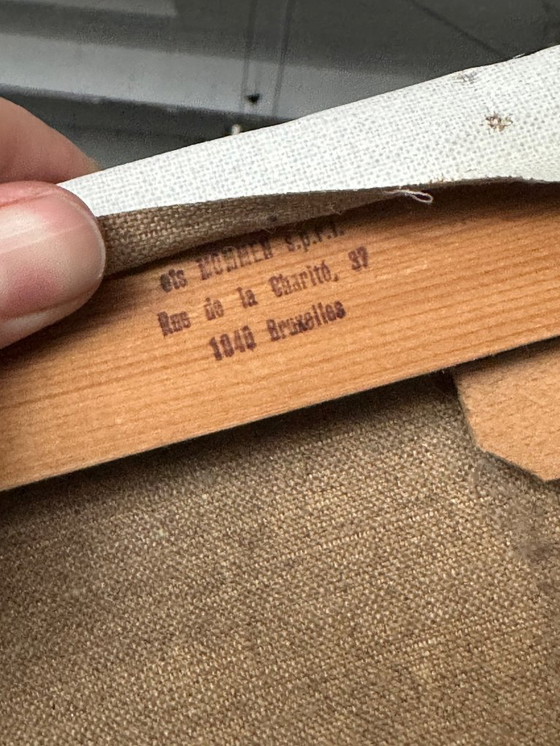 ets MOMMEN s.p.r.l.
Rue de la Charité, 37
1040 Bruxelles